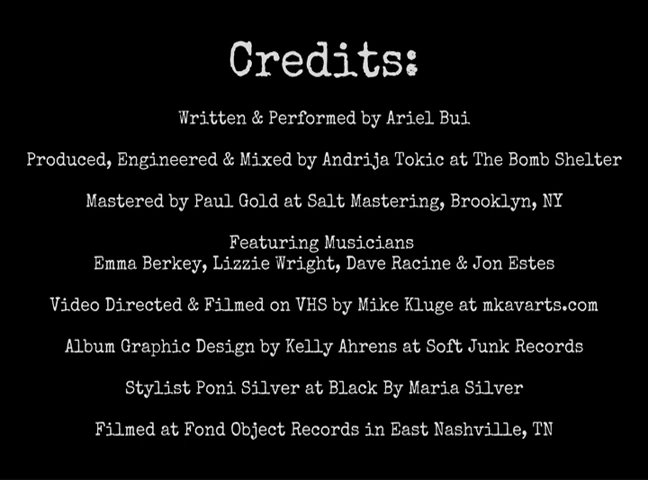 Credits:
Written & Performed by Ariel Bui
Produced, Engineered & Mixed by Andrija Tokic at The Bomb Shelter
Mastered by Paul Gold at Salt Mastering, Brooklyn, NY
Featuring Musicians
Emma Berkey, Lizzie Wright, Dave Racine & Jon Estes
Video Directed & Filmed on VHS by Mike Kluge at mkavarts.com
Album Graphic Design by Kelly Ahrens at Soft Junk Records
Stylist Poni Silver at Black By Maria Silver
Filmed at Fond Object Records in East Nashville, TN